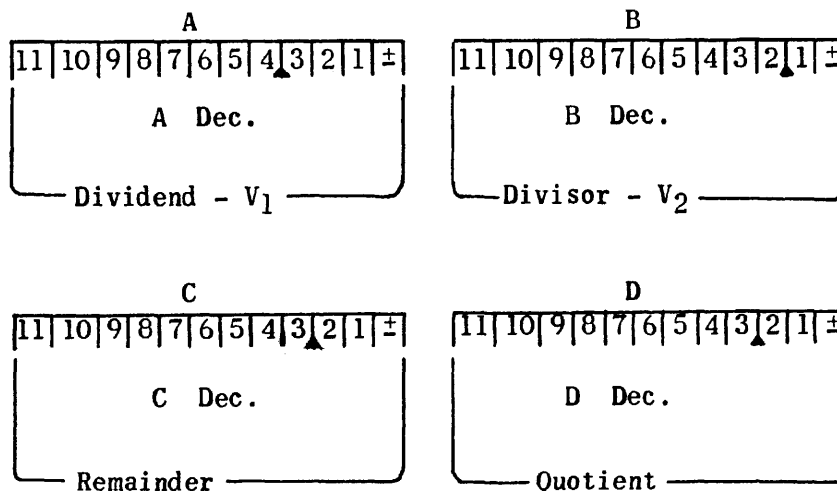 A B
11 10 9 8 7 6 5 4 3 2 1 ± 11 10 9 8 7 6 5 4 3 2 1 ±
A Dec. B Dec.
Dividend - V₁ Divisor - V₂
C D
11 10 9 8 7 6 5 4 3 2 1 ± 11 10 9 8 7 6 5 4 3 2 1 ±
C Dec. D Dec.
Remainder Quotient